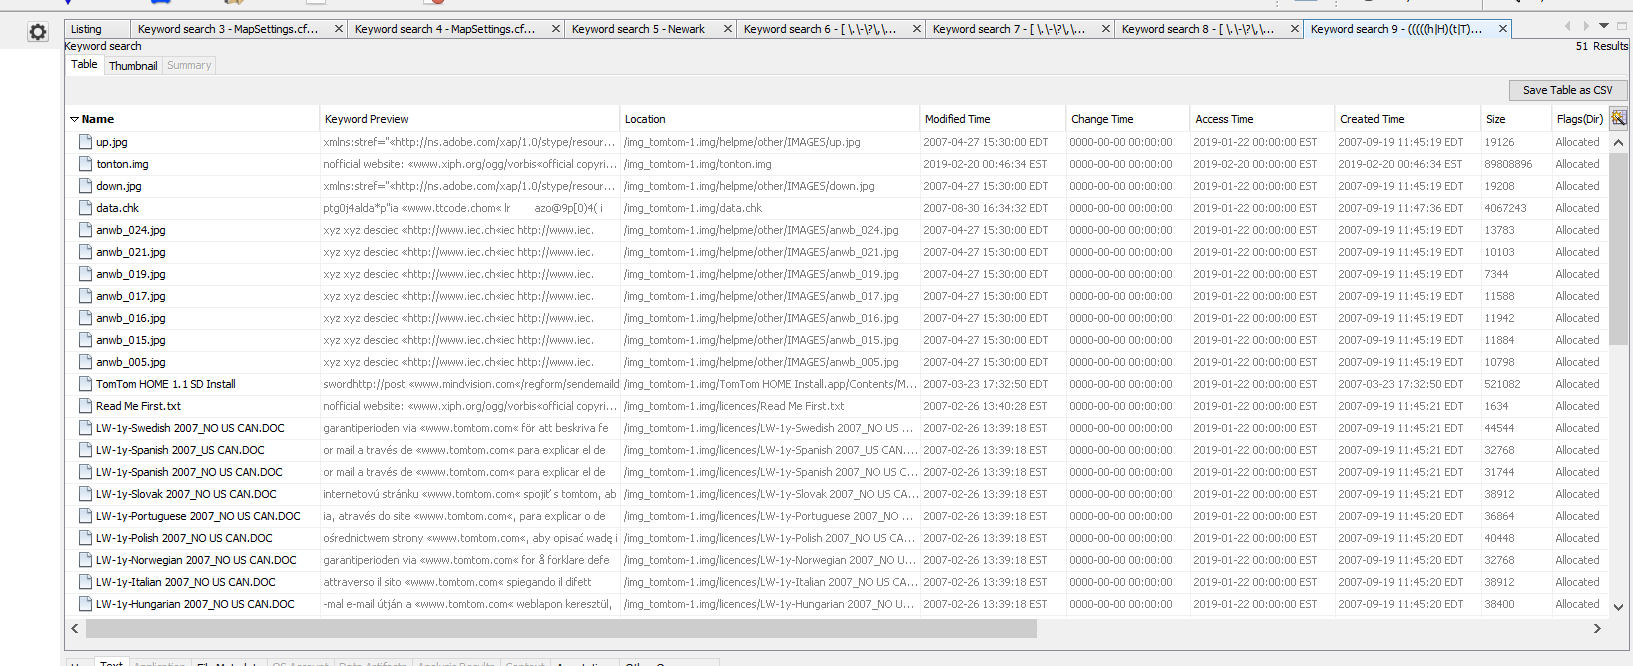 Listing Keyword search 3 - MapSettings.cf... Keyword search 4 - MapSettings.cf... Keyword search 5 - Newark Keyword search 6 - [ \.\-\?\,\... Keyword search 7 - [ \.\-\?\,\... Keyword search 8 - [ \.\-\?\,\... Keyword search 9 - (((((h|H)(t|T)...
Keyword search
51 Results
Table Thumbnail Summary
Save Table as CSV
Name Keyword Preview Location Modified Time Change Time Access Time Created Time Size Flags(Dir)
up.jpg xmlns:stref="«http://ns.adobe.com/xap/1.0/stype/resour... /img_tomtom-1.img/helpme/other/IMAGES/up.jpg 2007-04-27 15:30:00 EDT 0000-00-00 00:00:00 2019-01-22 00:00:00 EST 2007-09-19 11:45:19 EDT 19126 Allocated
tonton.img nofficial website: «www.xiph.org/ogg/vorbis«official copyri... /img_tomtom-1.img/tonton.img 2019-02-20 00:46:34 EST 0000-00-00 00:00:00 2019-02-20 00:00:00 EST 2019-02-20 00:46:34 EST 89808896 Allocated
down.jpg xmlns:stref="«http://ns.adobe.com/xap/1.0/stype/resour... /img_tomtom-1.img/helpme/other/IMAGES/down.jpg 2007-04-27 15:30:00 EDT 0000-00-00 00:00:00 2019-01-22 00:00:00 EST 2007-09-19 11:45:19 EDT 19208 Allocated
data.chk ptg0j4alda*p"ia «www.ttcode.chom« lr azo@9p[0)4( i /img_tomtom-1.img/data.chk 2007-08-30 16:34:32 EDT 0000-00-00 00:00:00 2019-01-22 00:00:00 EST 2007-09-19 11:47:36 EDT 4067243 Allocated
anwb_024.jpg xyz xyz desciec «http://www.iec.ch«iec http://www.iec. /img_tomtom-1.img/helpme/other/IMAGES/anwb_024.jpg 2007-04-27 15:30:00 EDT 0000-00-00 00:00:00 2019-01-22 00:00:00 EST 2007-09-19 11:45:19 EDT 13783 Allocated
anwb_021.jpg xyz xyz desciec «http://www.iec.ch«iec http://www.iec. /img_tomtom-1.img/helpme/other/IMAGES/anwb_021.jpg 2007-04-27 15:30:00 EDT 0000-00-00 00:00:00 2019-01-22 00:00:00 EST 2007-09-19 11:45:19 EDT 10103 Allocated
anwb_019.jpg xyz xyz desciec «http://www.iec.ch«iec http://www.iec. /img_tomtom-1.img/helpme/other/IMAGES/anwb_019.jpg 2007-04-27 15:30:00 EDT 0000-00-00 00:00:00 2019-01-22 00:00:00 EST 2007-09-19 11:45:19 EDT 7344 Allocated
anwb_017.jpg xyz xyz desciec «http://www.iec.ch«iec http://www.iec. /img_tomtom-1.img/helpme/other/IMAGES/anwb_017.jpg 2007-04-27 15:30:00 EDT 0000-00-00 00:00:00 2019-01-22 00:00:00 EST 2007-09-19 11:45:19 EDT 11588 Allocated
anwb_016.jpg xyz xyz desciec «http://www.iec.ch«iec http://www.iec. /img_tomtom-1.img/helpme/other/IMAGES/anwb_016.jpg 2007-04-27 15:30:00 EDT 0000-00-00 00:00:00 2019-01-22 00:00:00 EST 2007-09-19 11:45:19 EDT 11942 Allocated
anwb_015.jpg xyz xyz desciec «http://www.iec.ch«iec http://www.iec. /img_tomtom-1.img/helpme/other/IMAGES/anwb_015.jpg 2007-04-27 15:30:00 EDT 0000-00-00 00:00:00 2019-01-22 00:00:00 EST 2007-09-19 11:45:19 EDT 11884 Allocated
anwb_005.jpg xyz xyz desciec «http://www.iec.ch«iec http://www.iec. /img_tomtom-1.img/helpme/other/IMAGES/anwb_005.jpg 2007-04-27 15:30:00 EDT 0000-00-00 00:00:00 2019-01-22 00:00:00 EST 2007-09-19 11:45:19 EDT 10798 Allocated
TomTom HOME 1.1 SD Install swordhttp://post «www.mindvision.com«/regform/sendemaild /img_tomtom-1.img/TomTom HOME Install.app/Contents/M... 2007-03-23 17:32:50 EDT 0000-00-00 00:00:00 2019-01-22 00:00:00 EST 2007-03-23 17:32:50 EDT 521082 Allocated
Read Me First.txt nofficial website: «www.xiph.org/ogg/vorbis«official copyri... /img_tomtom-1.img/licences/Read Me First.txt 2007-02-26 13:40:28 EST 0000-00-00 00:00:00 2019-01-22 00:00:00 EST 2007-09-19 11:45:21 EDT 1634 Allocated
LW-1y-Swedish 2007_NO US CAN.DOC garantiperioden via «www.tomtom.com« för att beskriva fe /img_tomtom-1.img/licences/LW-1y-Swedish 2007_NO US ... 2007-02-26 13:39:18 EST 0000-00-00 00:00:00 2019-01-22 00:00:00 EST 2007-09-19 11:45:21 EDT 44544 Allocated
LW-1y-Spanish 2007_US CAN.DOC or mail a través de «www.tomtom.com« para explicar el de /img_tomtom-1.img/licences/LW-1y-Spanish 2007_US CAN.... 2007-02-26 13:39:18 EST 0000-00-00 00:00:00 2019-01-22 00:00:00 EST 2007-09-19 11:45:21 EDT 32768 Allocated
LW-1y-Spanish 2007_NO US CAN.DOC or mail a través de «www.tomtom.com« para explicar el de /img_tomtom-1.img/licences/LW-1y-Spanish 2007_NO US C... 2007-02-26 13:39:18 EST 0000-00-00 00:00:00 2019-01-22 00:00:00 EST 2007-09-19 11:45:21 EDT 31744 Allocated
LW-1y-Slovak 2007_NO US CAN.DOC internetovú stránku «www.tomtom.com« spojiť s tomtom, ab /img_tomtom-1.img/licences/LW-1y-Slovak 2007_NO US CA... 2007-02-26 13:39:18 EST 0000-00-00 00:00:00 2019-01-22 00:00:00 EST 2007-09-19 11:45:21 EDT 38912 Allocated
LW-1y-Portuguese 2007_NO US CAN.DOC ia, através do site «www.tomtom.com«, para explicar o de /img_tomtom-1.img/licences/LW-1y-Portuguese 2007_NO ... 2007-02-26 13:39:18 EST 0000-00-00 00:00:00 2019-01-22 00:00:00 EST 2007-09-19 11:45:20 EDT 36864 Allocated
LW-1y-Polish 2007_NO US CAN.DOC ośrednictwem strony «www.tomtom.com«, aby opisać wadę i /img_tomtom-1.img/licences/LW-1y-Polish 2007_NO US CA... 2007-02-26 13:39:18 EST 0000-00-00 00:00:00 2019-01-22 00:00:00 EST 2007-09-19 11:45:20 EDT 40448 Allocated
LW-1y-Norwegian 2007_NO US CAN.DOC garantiperioden via «www.tomtom.com« for å forklare defe /img_tomtom-1.img/licences/LW-1y-Norwegian 2007_NO U... 2007-02-26 13:39:18 EST 0000-00-00 00:00:00 2019-01-22 00:00:00 EST 2007-09-19 11:45:20 EDT 32768 Allocated
LW-1y-Italian 2007_NO US CAN.DOC attraverso il sito «www.tomtom.com« spiegando il difett /img_tomtom-1.img/licences/LW-1y-Italian 2007_NO US CA... 2007-02-26 13:39:18 EST 0000-00-00 00:00:00 2019-01-22 00:00:00 EST 2007-09-19 11:45:20 EDT 38912 Allocated
LW-1y-Hungarian 2007_NO US CAN.DOC -mal e-mail útján a «www.tomtom.com« weblapon keresztül, /img_tomtom-1.img/licences/LW-1y-Hungarian 2007_NO U... 2007-02-26 13:39:18 EST 0000-00-00 00:00:00 2019-01-22 00:00:00 EST 2007-09-19 11:45:20 EDT 38400 Allocated
Text